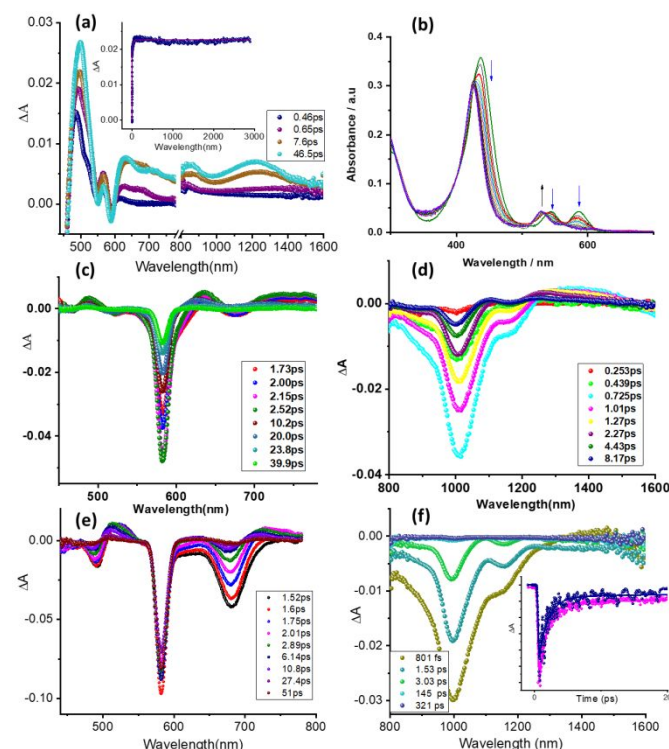 (a)
0.03
0.02
0.01
0.00
ΔA
0.03
0.02
0.01
0.00
ΔA
0 1000 2000 3000
Time(ps)
0.46ps
0.65ps
7.6ps
46.5ps
500 600 700 800 800 1000 1200 1400 1600
Wavelength(nm)
(b)
0.4
0.3
0.2
0.1
0.0
Absorbance / a.u
400 600
Wavelength / nm
(c)
0.00
-0.02
-0.04
ΔA
1.73ps
2.00ps
2.15ps
2.52ps
10.2ps
20.0ps
23.8ps
39.9ps
500 600 700
Wavelength(nm)
(d)
0.00
-0.02
-0.03
-0.04
ΔA
0.253ps
0.439ps
0.725ps
1.01ps
1.27ps
2.27ps
4.43ps
8.17ps
800 1000 1200 1400 1600
Wavelength(nm)
(e)
0.00
-0.05
-0.10
ΔA
1.52ps
1.6ps
1.75ps
2.01ps
2.89ps
6.14ps
10.8ps
27.4ps
51ps
500 600 700 800
Wavelength(nm)
(f)
0.00
-0.01
-0.02
-0.03
ΔA
801 fs
1.53 ps
3.03 ps
145 ps
321 ps
ΔA
0
Time (ps)
800 1000 1200 1400 1600
Wavelength (nm)